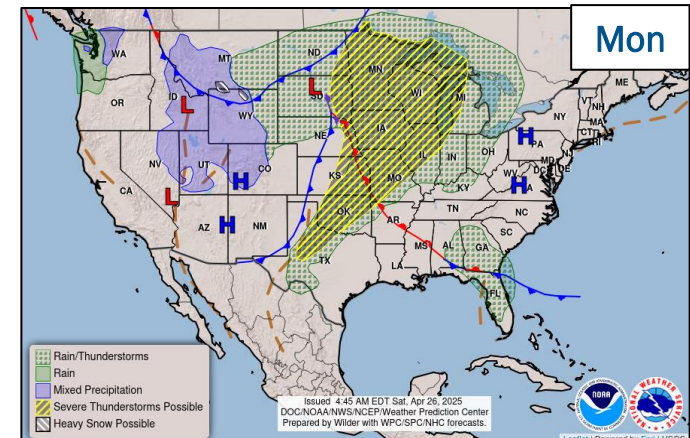 Mon
WA
MT
ND
MN
ME
OR
ID
L
SD
L
WI
MI
VT
NH
NY
MA
CT
RI
WY
NE
IA
H
PA
NJ
NV
UT
CO
H
IL
IN
OH
MD
DE
DC
WV
H
A
CA
L
KS
MO
KY
AZ
H
NM
OK
AR
TN
NC
SC
MS
AL
GA
TX
LA
FL
Rain/Thunderstorms
Rain
Mixed Precipitation
Severe Thunderstorms Possible
Heavy Snow Possible
Issued 4:45 AM EDT Sat, Apr 26, 2025
DOC/NOAA/NWS/NCEP/Weather Prediction Center
Prepared by Wilder with WPC/SPC/NHC forecasts.
NOAA
NATIONAL WEATHER SERVICE